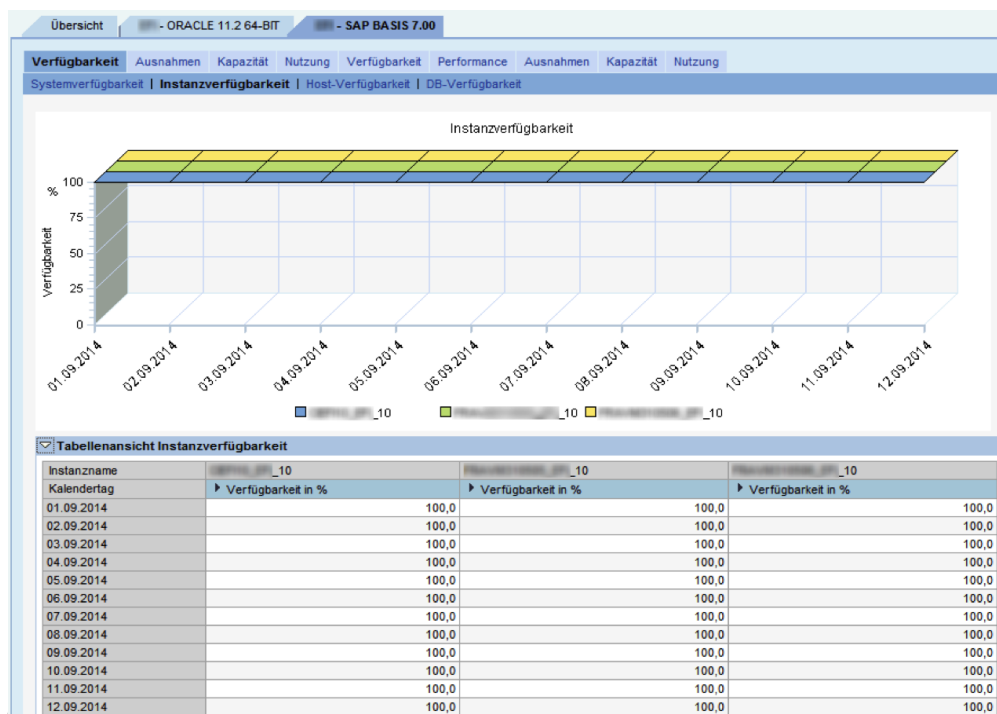 Übersicht - ORACLE 11.2 64-BIT - SAP BASIS 7.00
Verfügbarkeit Ausnahmen Kapazität Nutzung Verfügbarkeit Performance Ausnahmen Kapazität Nutzung
Systemverfügbarkeit | Instanzverfügbarkeit | Host-Verfügbarkeit | DB-Verfügbarkeit
Instanzverfügbarkeit
%
Verfügbarkeit
100
75
50
25
0
01.09.2014 02.09.2014 03.09.2014 04.09.2014 05.09.2014 06.09.2014 07.09.2014 08.09.2014 09.09.2014 10.09.2014 11.09.2014 12.09.2014
_10 _10 _10
Tabellenansicht Instanzverfügbarkeit
Instanzname _10 _10 _10
Kalendertag Verfügbarkeit in % Verfügbarkeit in % Verfügbarkeit in %
01.09.2014 100,0 100,0 100,0
02.09.2014 100,0 100,0 100,0
03.09.2014 100,0 100,0 100,0
04.09.2014 100,0 100,0 100,0
05.09.2014 100,0 100,0 100,0
06.09.2014 100,0 100,0 100,0
07.09.2014 100,0 100,0 100,0
08.09.2014 100,0 100,0 100,0
09.09.2014 100,0 100,0 100,0
10.09.2014 100,0 100,0 100,0
11.09.2014 100,0 100,0 100,0
12.09.2014 100,0 100,0 100,0